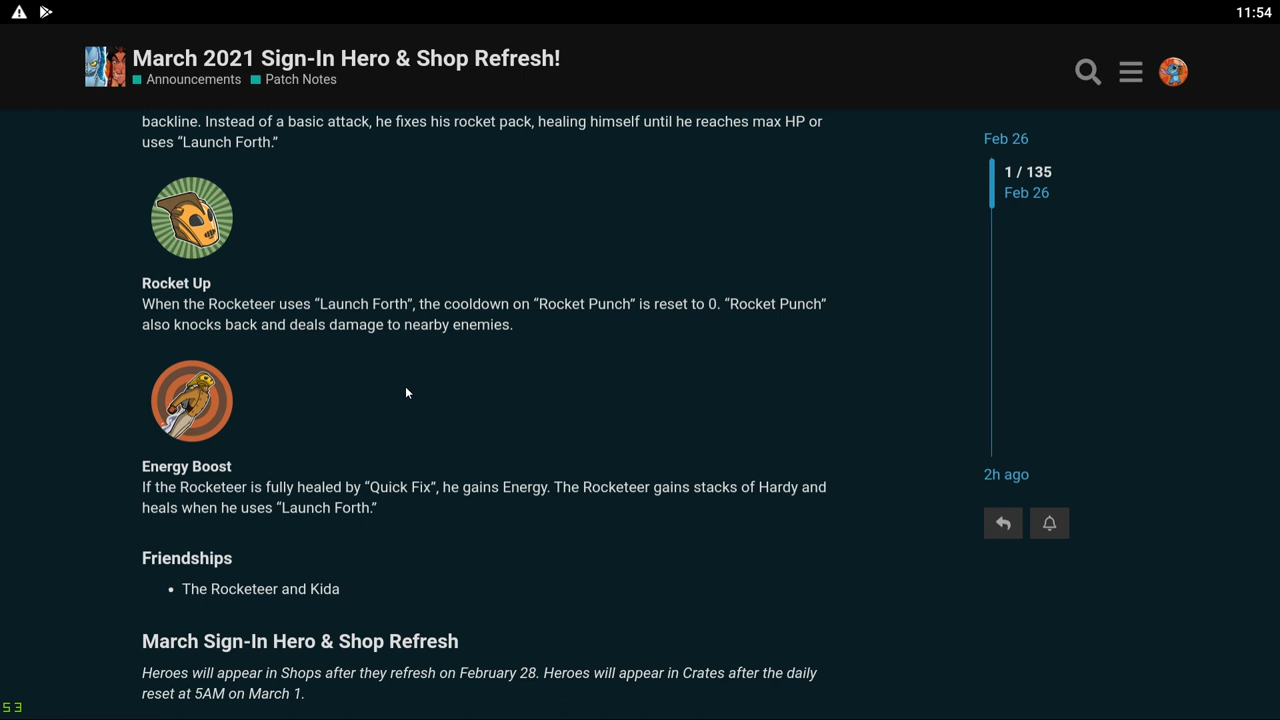 11:54
March 2021 Sign-In Hero & Shop Refresh!
Announcements Patch Notes
backline. Instead of a basic attack, he fixes his rocket pack, healing himself until he reaches max HP or
uses “Launch Forth.”
Rocket Up
When the Rocketeer uses “Launch Forth”, the cooldown on “Rocket Punch” is reset to 0. “Rocket Punch”
also knocks back and deals damage to nearby enemies.
Energy Boost
If the Rocketeer is fully healed by “Quick Fix”, he gains Energy. The Rocketeer gains stacks of Hardy and
heals when he uses “Launch Forth.”
Friendships
• The Rocketeer and Kida
March Sign-In Hero & Shop Refresh
Heroes will appear in Shops after they refresh on February 28. Heroes will appear in Crates after the daily
reset at 5AM on March 1.
Feb 26
1 / 135
Feb 26
2h ago
53